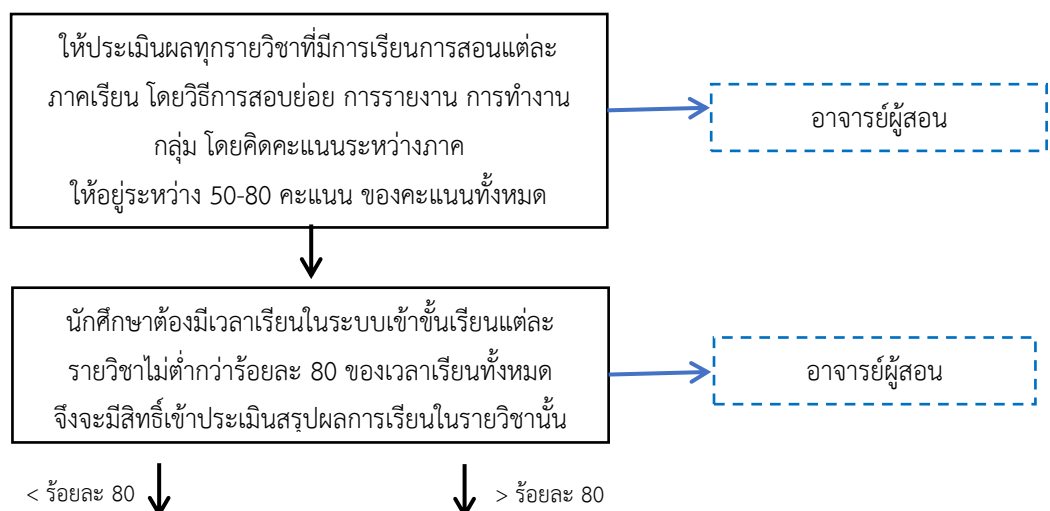 ให้ประเมินผลทุกรายวิชาที่มีการเรียนการสอนแต่ละ
ภาคเรียน โดยวิธีการสอบย่อย การรายงาน การทำงาน
กลุ่ม โดยคิดคะแนนระหว่างภาค
ให้อยู่ระหว่าง 50-80 คะแนน ของคะแนนทั้งหมด
อาจารย์ผู้สอน
นักศึกษาต้องมีเวลาเรียนในระบบเข้าขั้นเรียนแต่ละ
รายวิชาไม่ต่ำกว่าร้อยละ 80 ของเวลาเรียนทั้งหมด
จึงจะมีสิทธิ์เข้าประเมินสรุปผลการเรียนในรายวิชานั้น
อาจารย์ผู้สอน
< ร้อยละ 80
> ร้อยละ 80